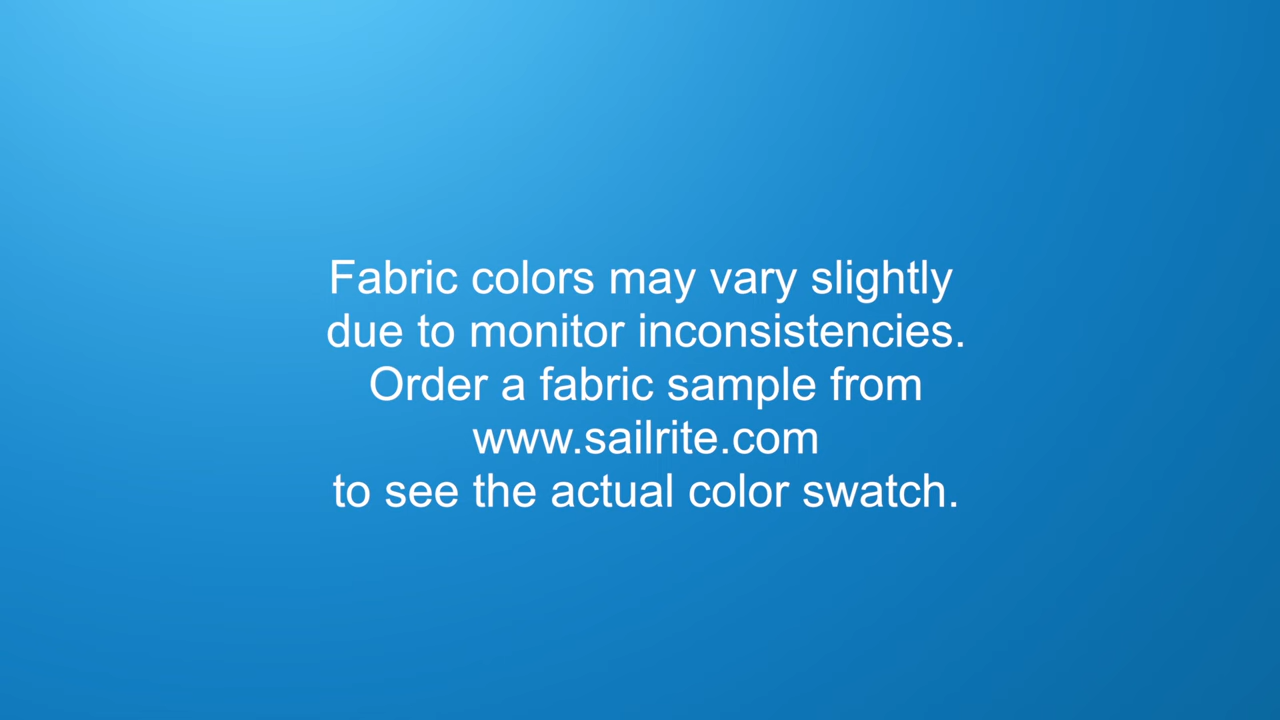 Fabric colors may vary slightly
due to monitor inconsistencies.
Order a fabric sample from
www.sailrite.com
to see the actual color swatch.